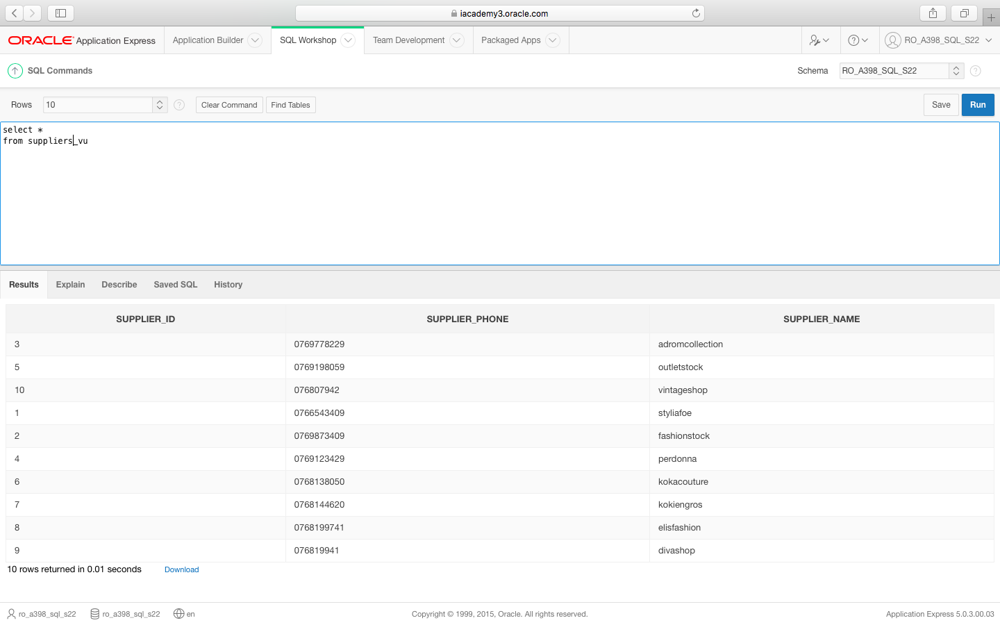 iacademy3.oracle.com
ORACLE Application Express Application Builder SQL Workshop Team Development Packaged Apps RO_A398_SQL_S22
SQL Commands Schema RO_A398_SQL_S22
Rows 10 Clear Command Find Tables Save Run
select *
from suppliers_vu
Results Explain Describe Saved SQL History
SUPPLIER_ID SUPPLIER_PHONE SUPPLIER_NAME
3 0769778229 adromcollection
5 0769198059 outletstock
10 076807942 vintageshop
1 0766543409 styliafoe
2 0769873409 fashionstock
4 0769123429 perdonna
6 0768138050 kokacouture
7 0768144620 kokiengros
8 0768199741 elisfashion
9 076819941 divashop
10 rows returned in 0.01 seconds Download
ro_a398_sql_s22 ro_a398_sql_s22 en Copyright © 1999, 2015, Oracle. All rights reserved. Application Express 5.0.3.00.03